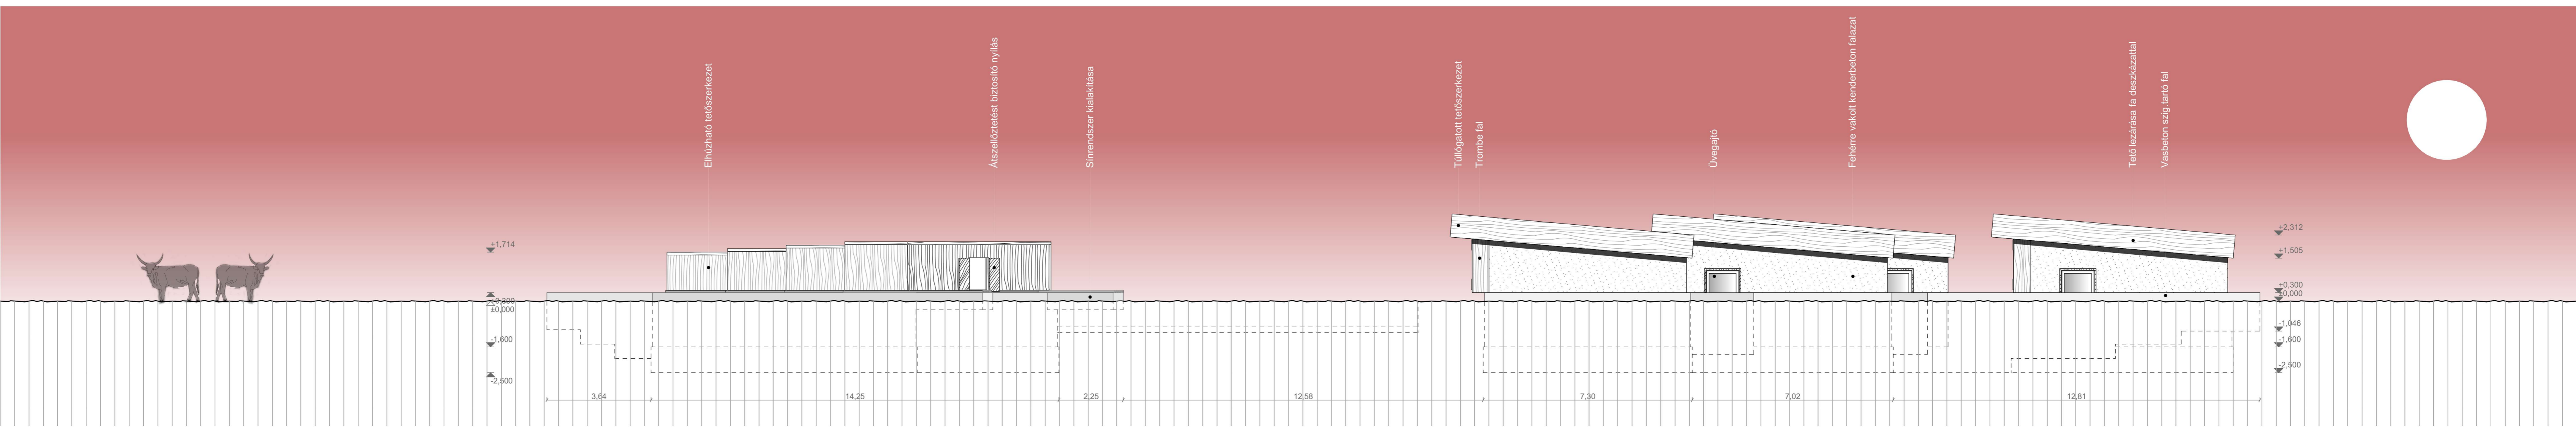 Elhúzható tetőszerkezet
Átszellőztetést biztosító nyílás
Sínrendszer kialakítása
Túllógatott tetőszerkezet
Trombe fal
Üvegajtó
Fehérre vakolt kenderbeton falazat
Tető lezárása fa deszkázattal
Vasbeton szig.tartó fal
+1,714
+0,300
±0,000
-1,600
-2,500
+2,312
+1,505
+0,300
±0,000
-1,046
-1,600
-2,500
3,64
14,25
2,25
12,58
7,30
7,02
12,81